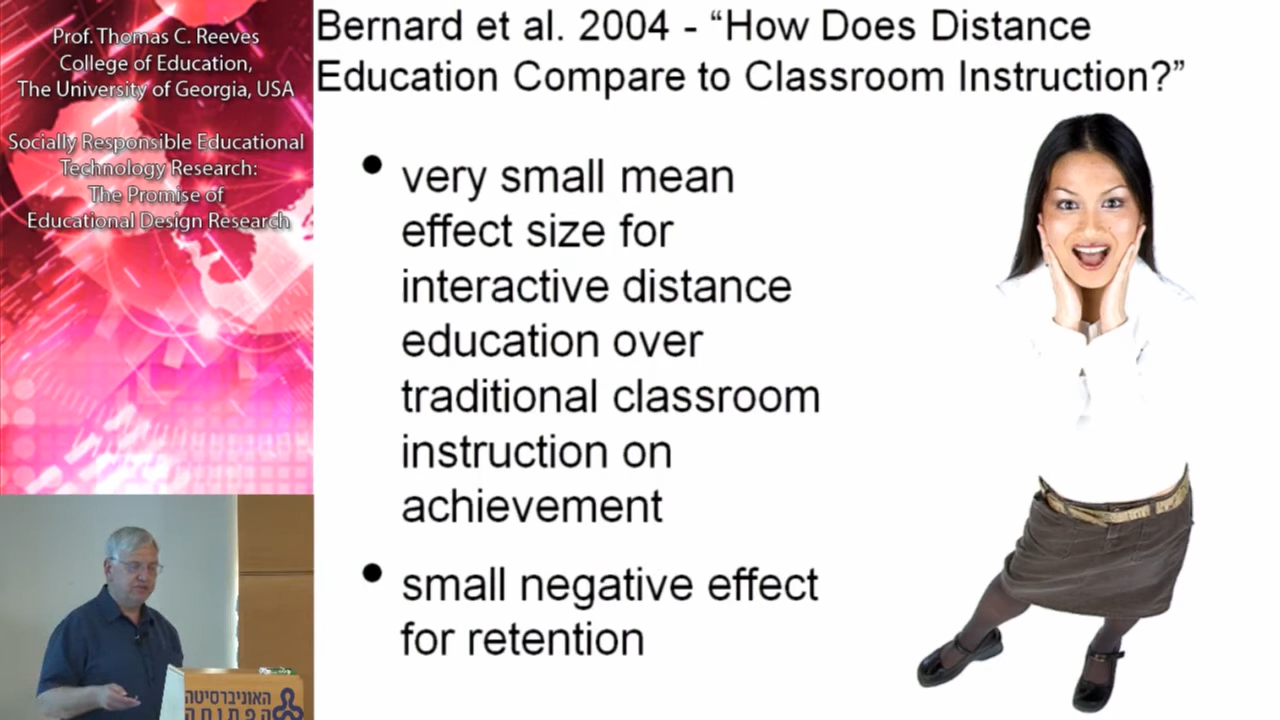 Prof. Thomas C. Reeves
College of Education,
The University of Georgia, USA
Socially Responsible Educational
Technology Research:
The Promise of
Educational Design Research
Bernard et al. 2004 - “How Does Distance
Education Compare to Classroom Instruction?”
• very small mean
effect size for
interactive distance
education over
traditional classroom
instruction on
achievement
• small negative effect
for retention
האוניברסיטה
הפתוחה